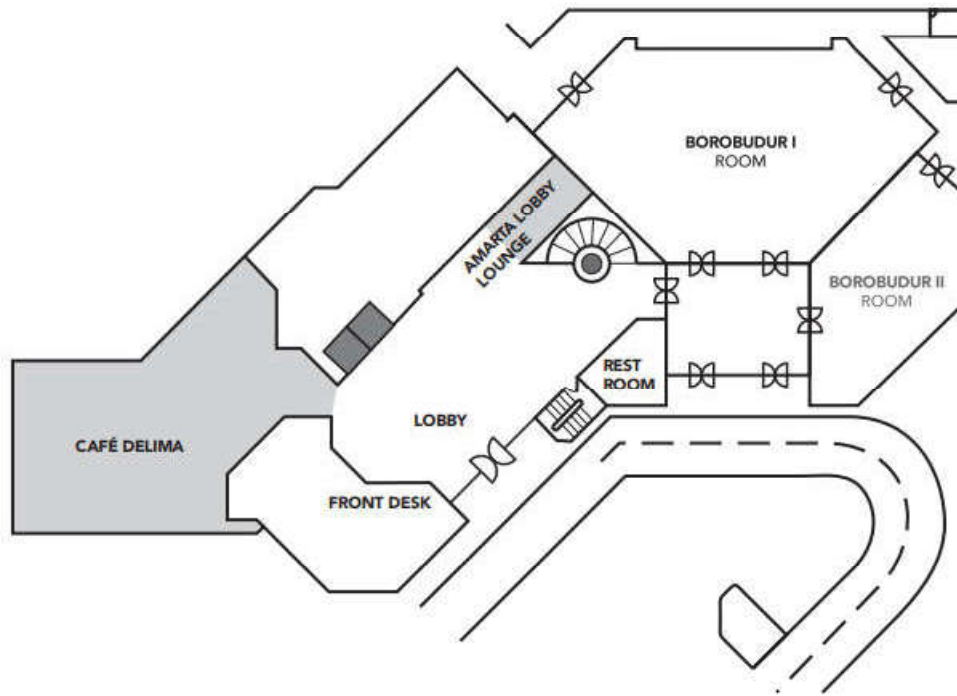 BOROBUDUR I
ROOM
AMARTA LOBBY
LOUNGE
BOROBUDUR II
ROOM
REST
ROOM
LOBBY
CAFÉ DELIMA
FRONT DESK